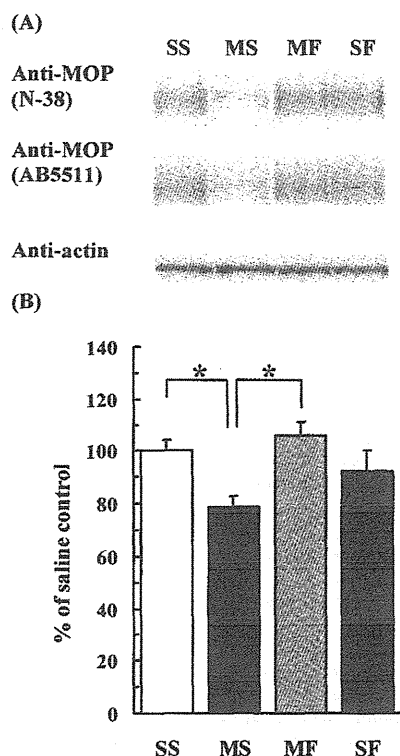 (A)
SS MS MF SF
Anti-MOP
(N-38)
Anti-MOP
(AB5511)
Anti-actin
(B)
% of saline control
140
120
100
80
60
40
20
0
* *
SS MS MF SF